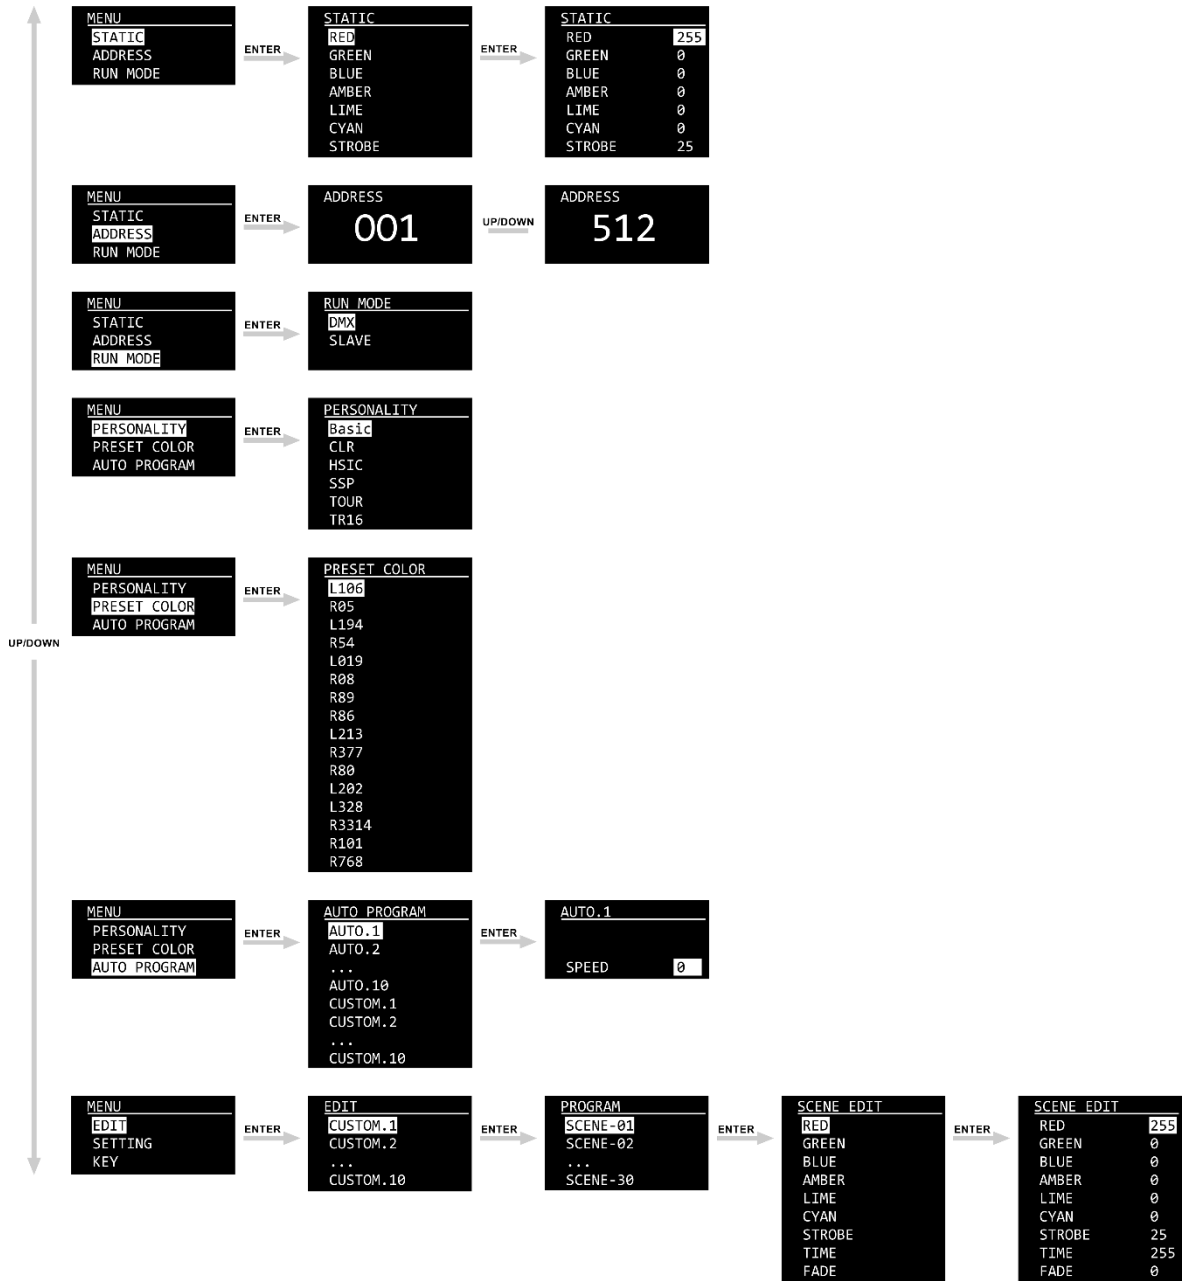 MENU
STATIC
ADDRESS
RUN MODE
ENTER
STATIC
RED
GREEN
BLUE
AMBER
LIME
CYAN
STROBE
ENTER
STATIC
RED 255
GREEN 0
BLUE 0
AMBER 0
LIME 0
CYAN 0
STROBE 25
MENU
STATIC
ADDRESS
RUN MODE
ENTER
ADDRESS
001
UP/DOWN
ADDRESS
512
MENU
STATIC
ADDRESS
RUN MODE
ENTER
RUN MODE
DMX
SLAVE
MENU
PERSONALITY
PRESET COLOR
AUTO PROGRAM
ENTER
PERSONALITY
Basic
CLR
HSIC
SSP
TOUR
TR16
MENU
PERSONALITY
PRESET COLOR
AUTO PROGRAM
ENTER
PRESET COLOR
L106
R05
L194
R54
L019
R08
R89
R86
L213
R377
R80
L202
L328
R3314
R101
R768
UP/DOWN
MENU
PERSONALITY
PRESET COLOR
AUTO PROGRAM
ENTER
AUTO PROGRAM
AUTO.1
AUTO.2
...
AUTO.10
CUSTOM.1
CUSTOM.2
...
CUSTOM.10
ENTER
AUTO.1
SPEED 0
MENU
EDIT
SETTING
KEY
ENTER
EDIT
CUSTOM.1
CUSTOM.2
...
CUSTOM.10
ENTER
PROGRAM
SCENE-01
SCENE-02
...
SCENE-30
ENTER
SCENE EDIT
RED
GREEN
BLUE
AMBER
LIME
CYAN
STROBE
TIME
FADE
ENTER
SCENE EDIT
RED 255
GREEN 0
BLUE 0
AMBER 0
LIME 0
CYAN 0
STROBE 25
TIME 255
FADE 0